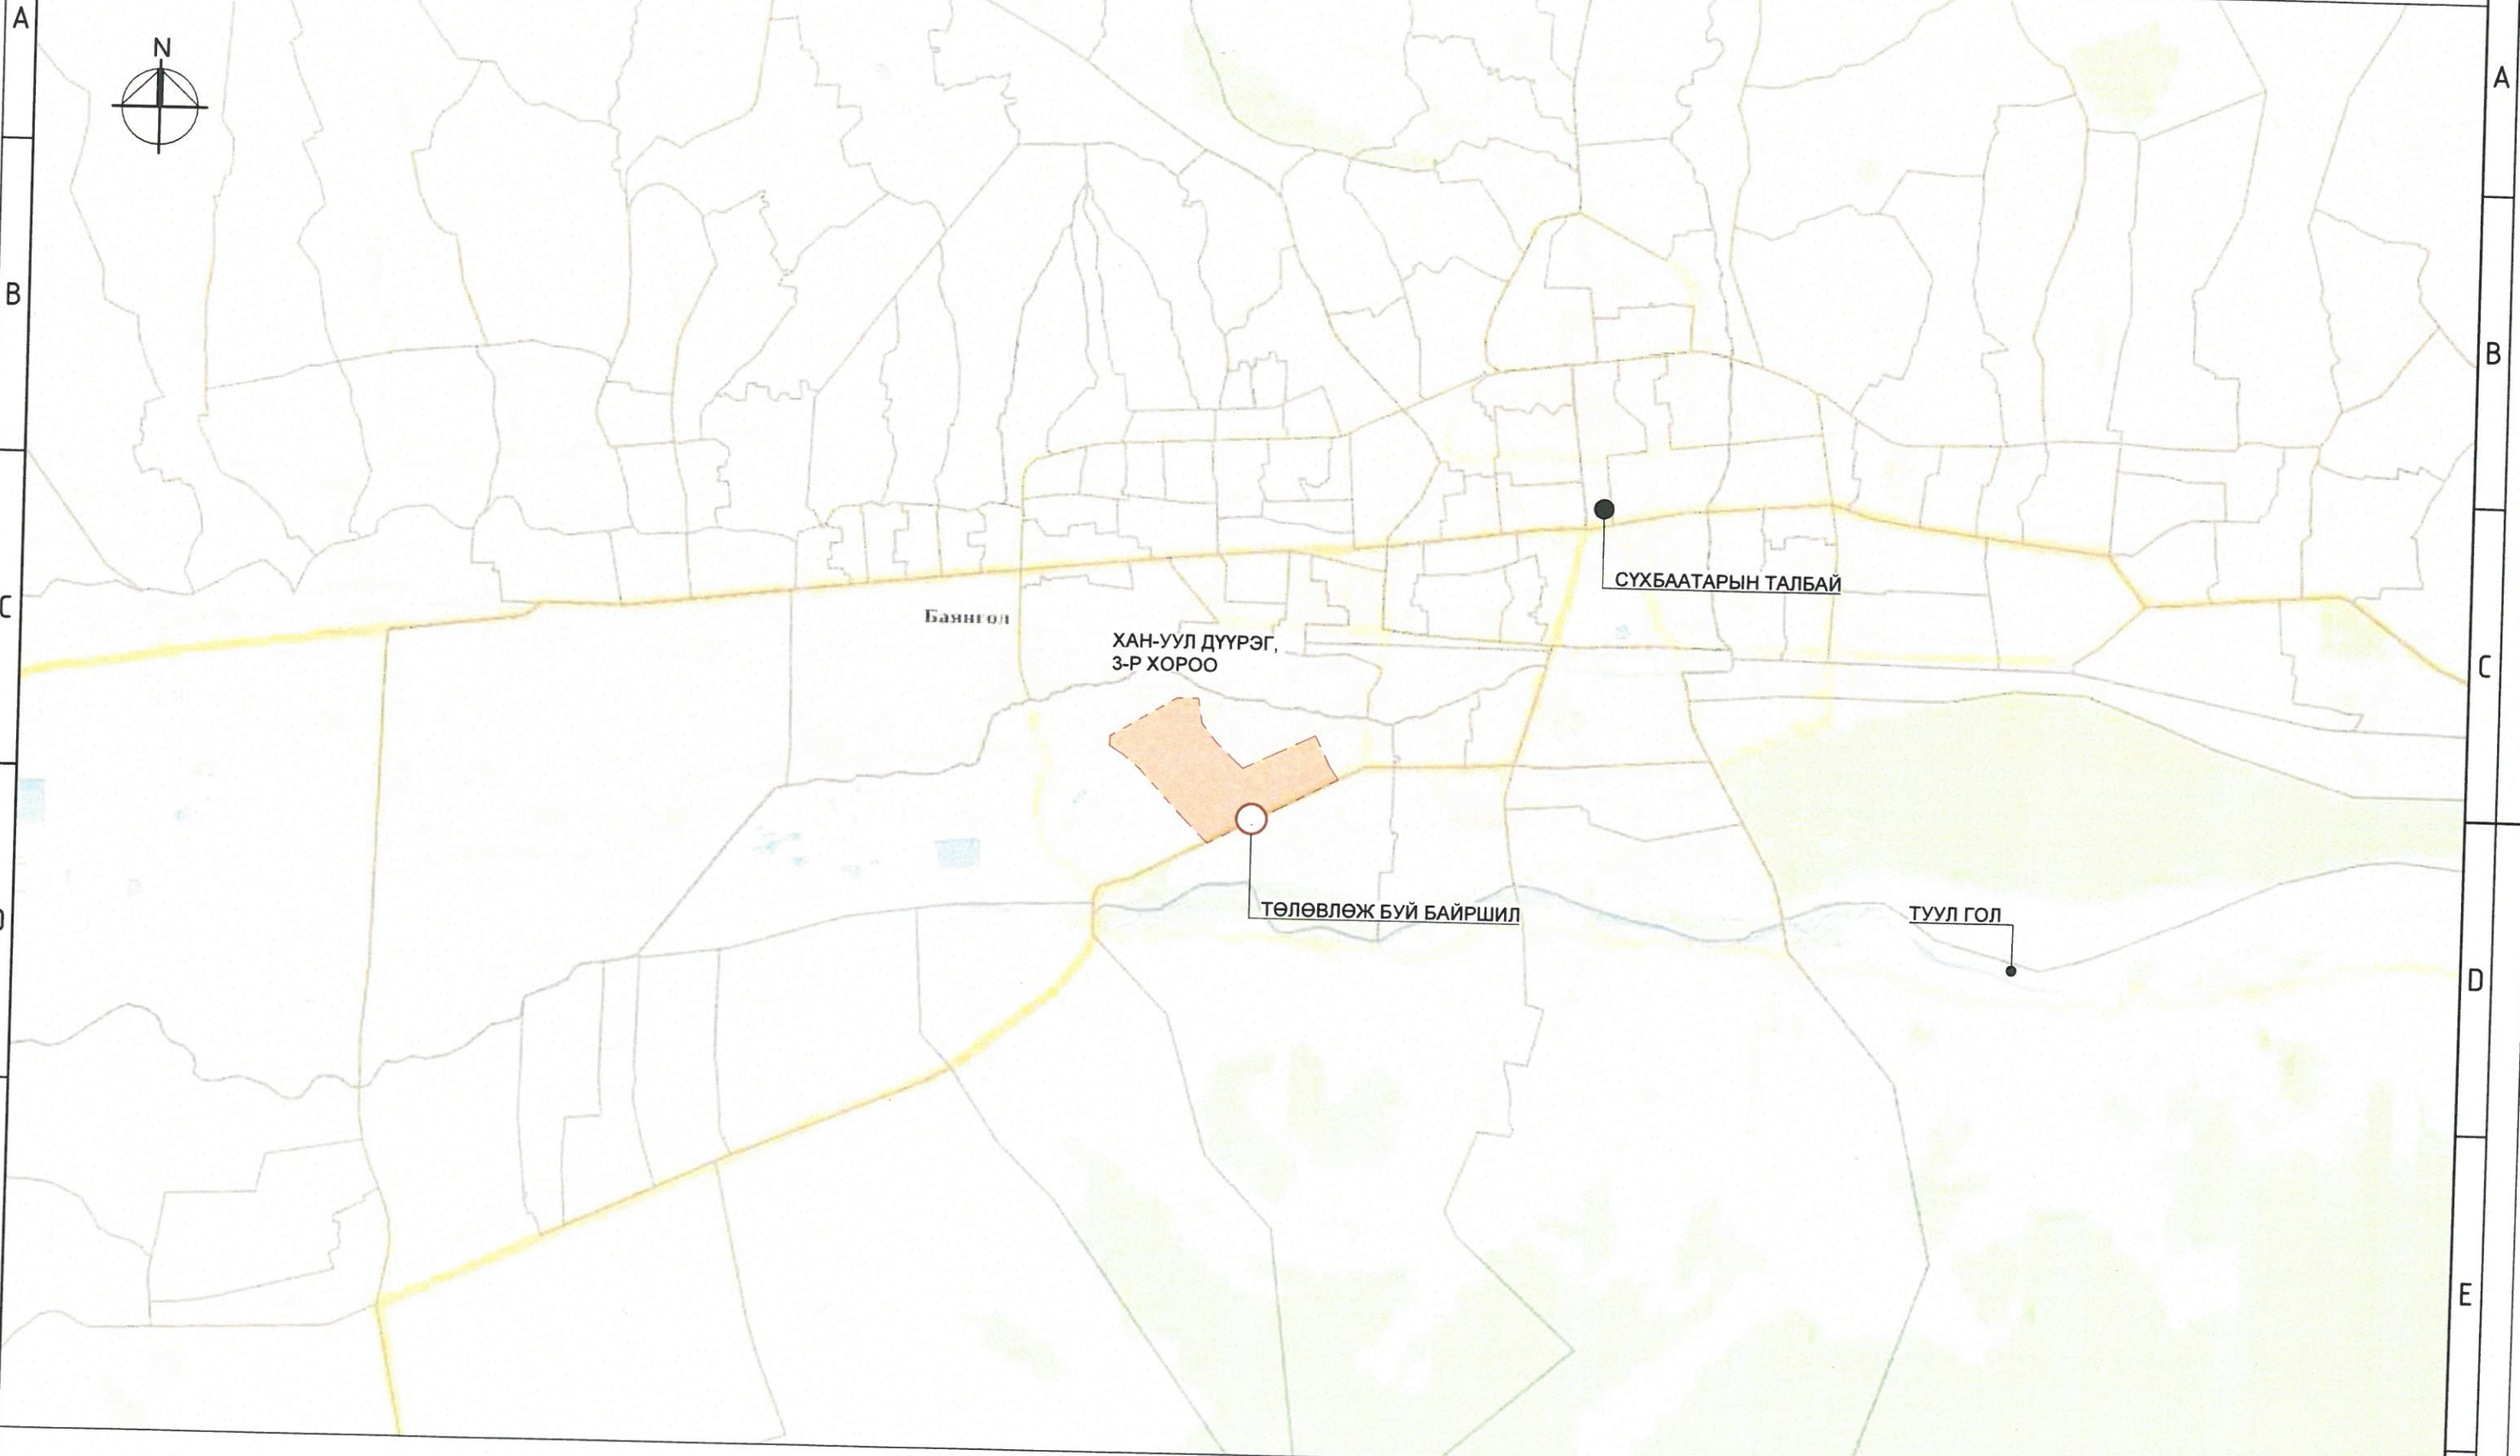 A
N
A
B
B
СҮХБААТАРЫН ТАЛБАЙ
C
Баянгол
ХАН-УУЛ ДҮҮРЭГ,
3-Р ХОРОО
C
ТӨЛӨВЛӨЖ БУЙ БАЙРШИЛ
ТУУЛ ГОЛ
D
D
E